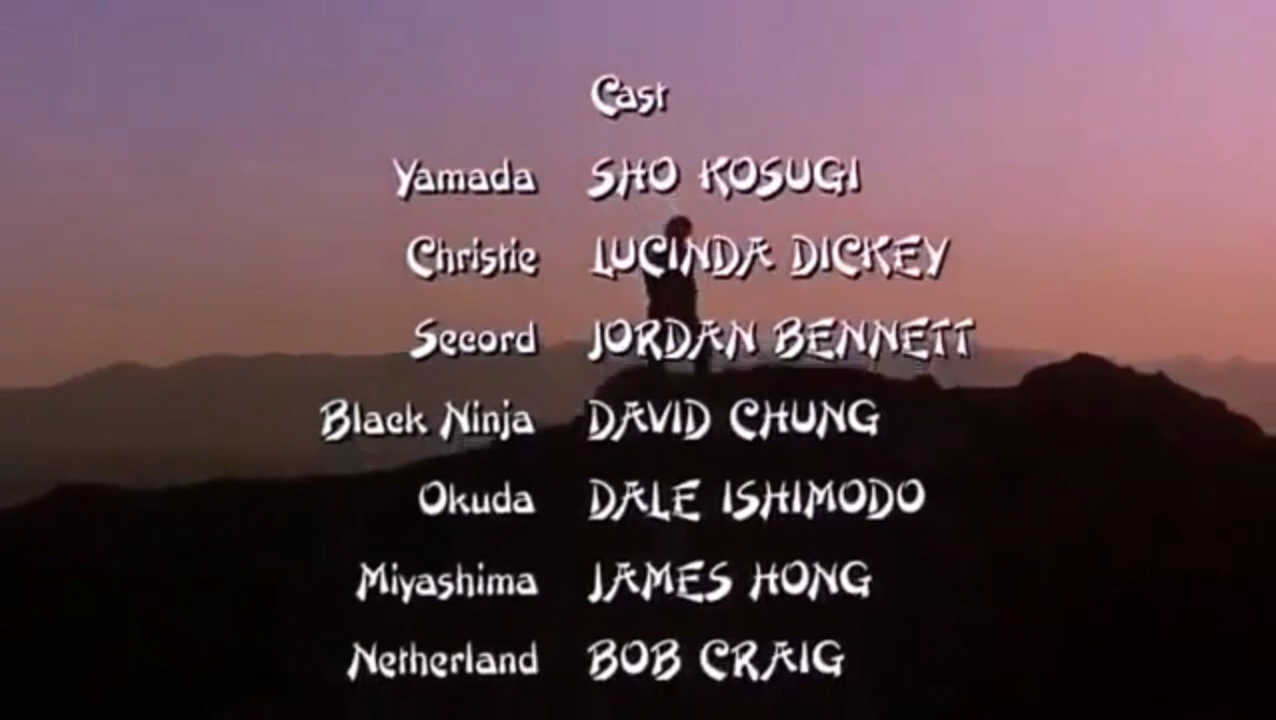 Cast
Yamada SHO KOSUGI
Christie LUCINDA DICKEY
Secord JORDAN BENNETT
Black Ninja DAVID CHUNG
Okuda DALE ISHIMODO
Miyashima JAMES HONG
Netherland BOB CRAIG